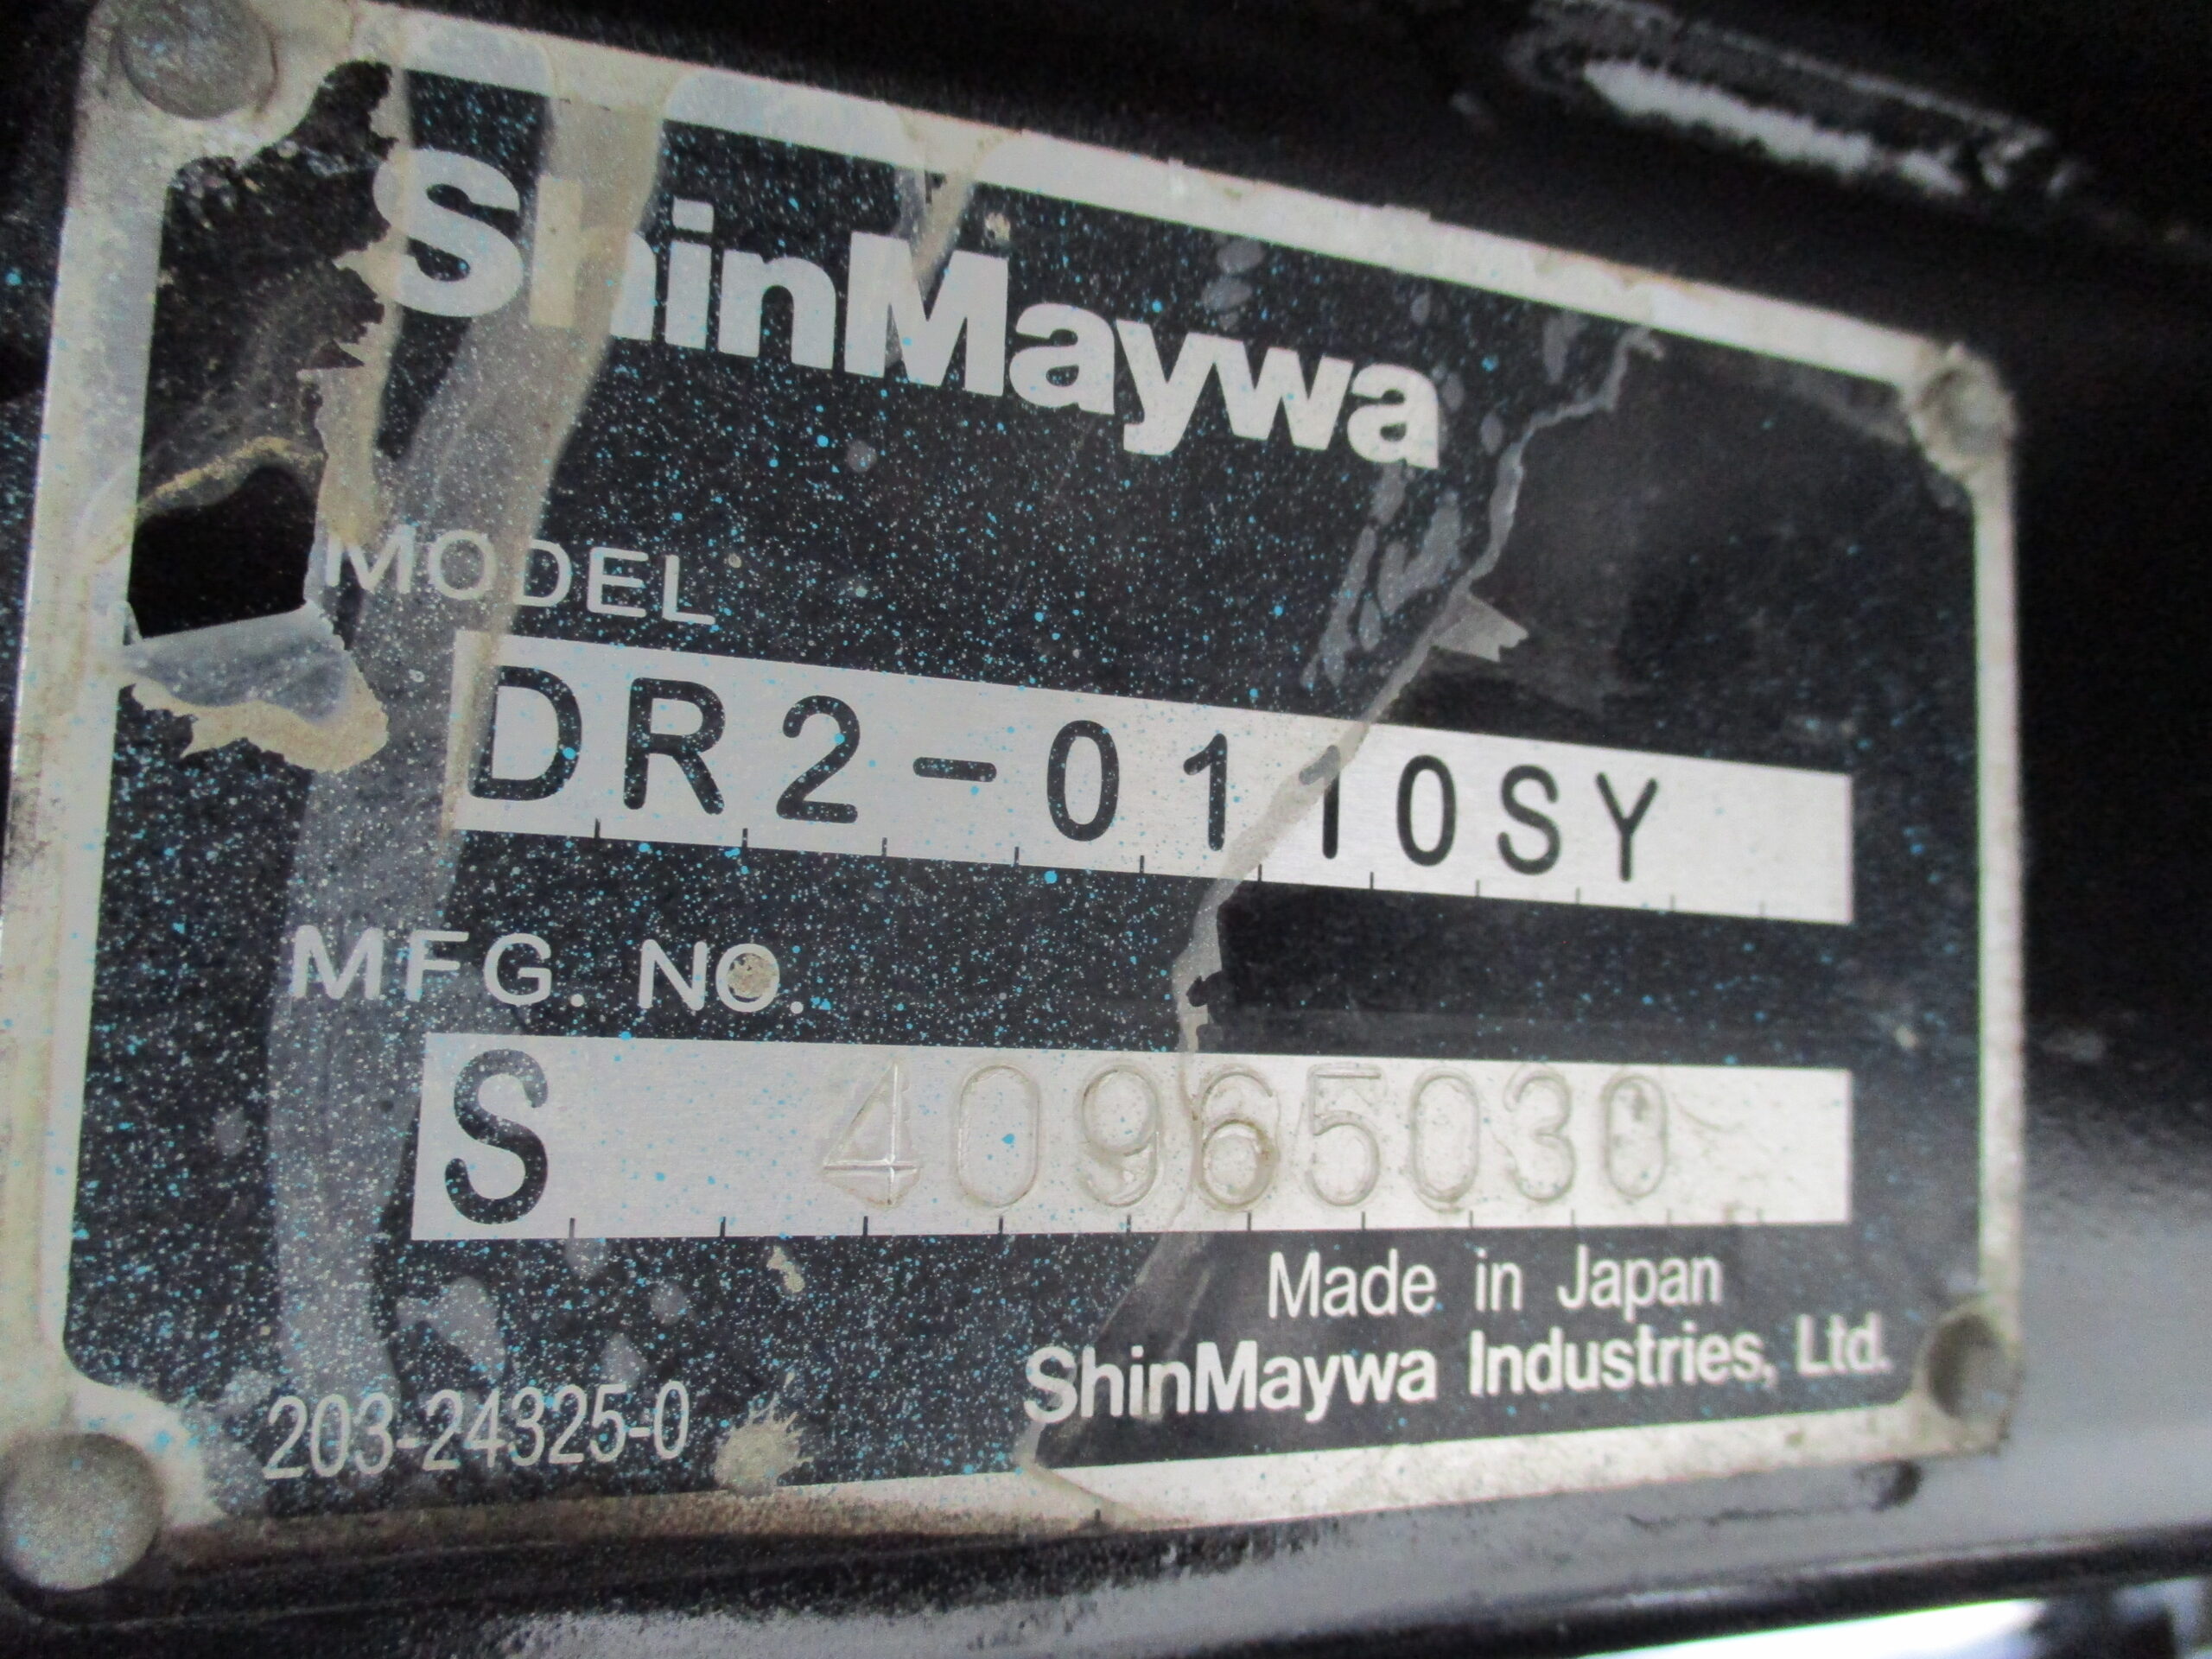 ShinMaywa
MODEL
DR2-0110SY
MFG. NO.
S 40965030
Made in Japan
ShinMaywa Industries, Ltd.
203-24325-0